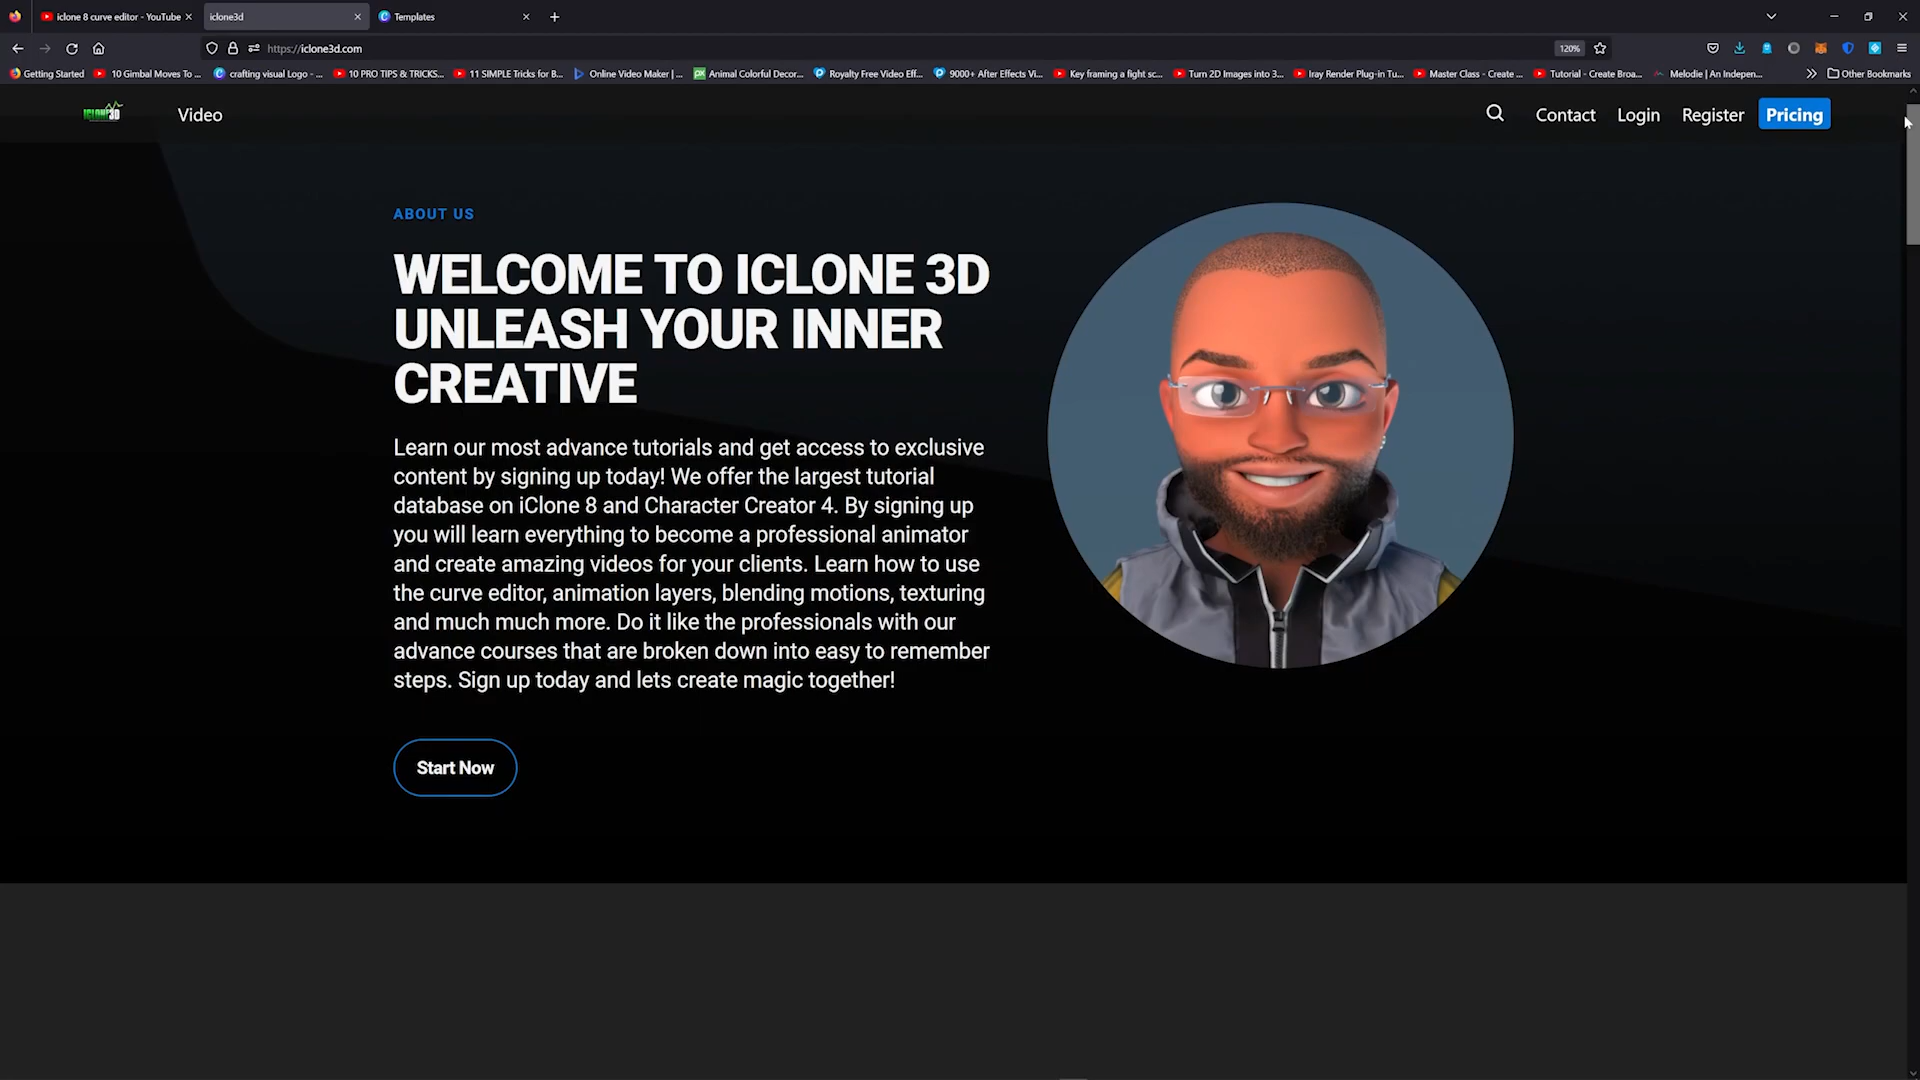 iclone 8 curve editor - YouTube
iclone3d
Templates
https://iclone3d.com
120%
Getting Started
10 Gimbal Moves To ...
crafting visual Logo - ...
10 PRO TIPS & TRICKS...
11 SIMPLE Tricks for B...
Online Video Maker | ...
Animal Colorful Decor...
Royalty Free Video Eff...
9000+ After Effects Vi...
Key framing a fight sc...
Turn 2D Images into 3...
Iray Render Plug-in Tu...
Master Class - Create ...
Tutorial - Create Broa...
Melodie | An Indepen...
Other Bookmarks
ICLONE3D
Video
Contact
Login
Register
Pricing
ABOUT US
WELCOME TO ICLONE 3D
UNLEASH YOUR INNER
CREATIVE
Learn our most advance tutorials and get access to exclusive
content by signing up today! We offer the largest tutorial
database on iClone 8 and Character Creator 4. By signing up
you will learn everything to become a professional animator
and create amazing videos for your clients. Learn how to use
the curve editor, animation layers, blending motions, texturing
and much much more. Do it like the professionals with our
advance courses that are broken down into easy to remember
steps. Sign up today and lets create magic together!
Start Now